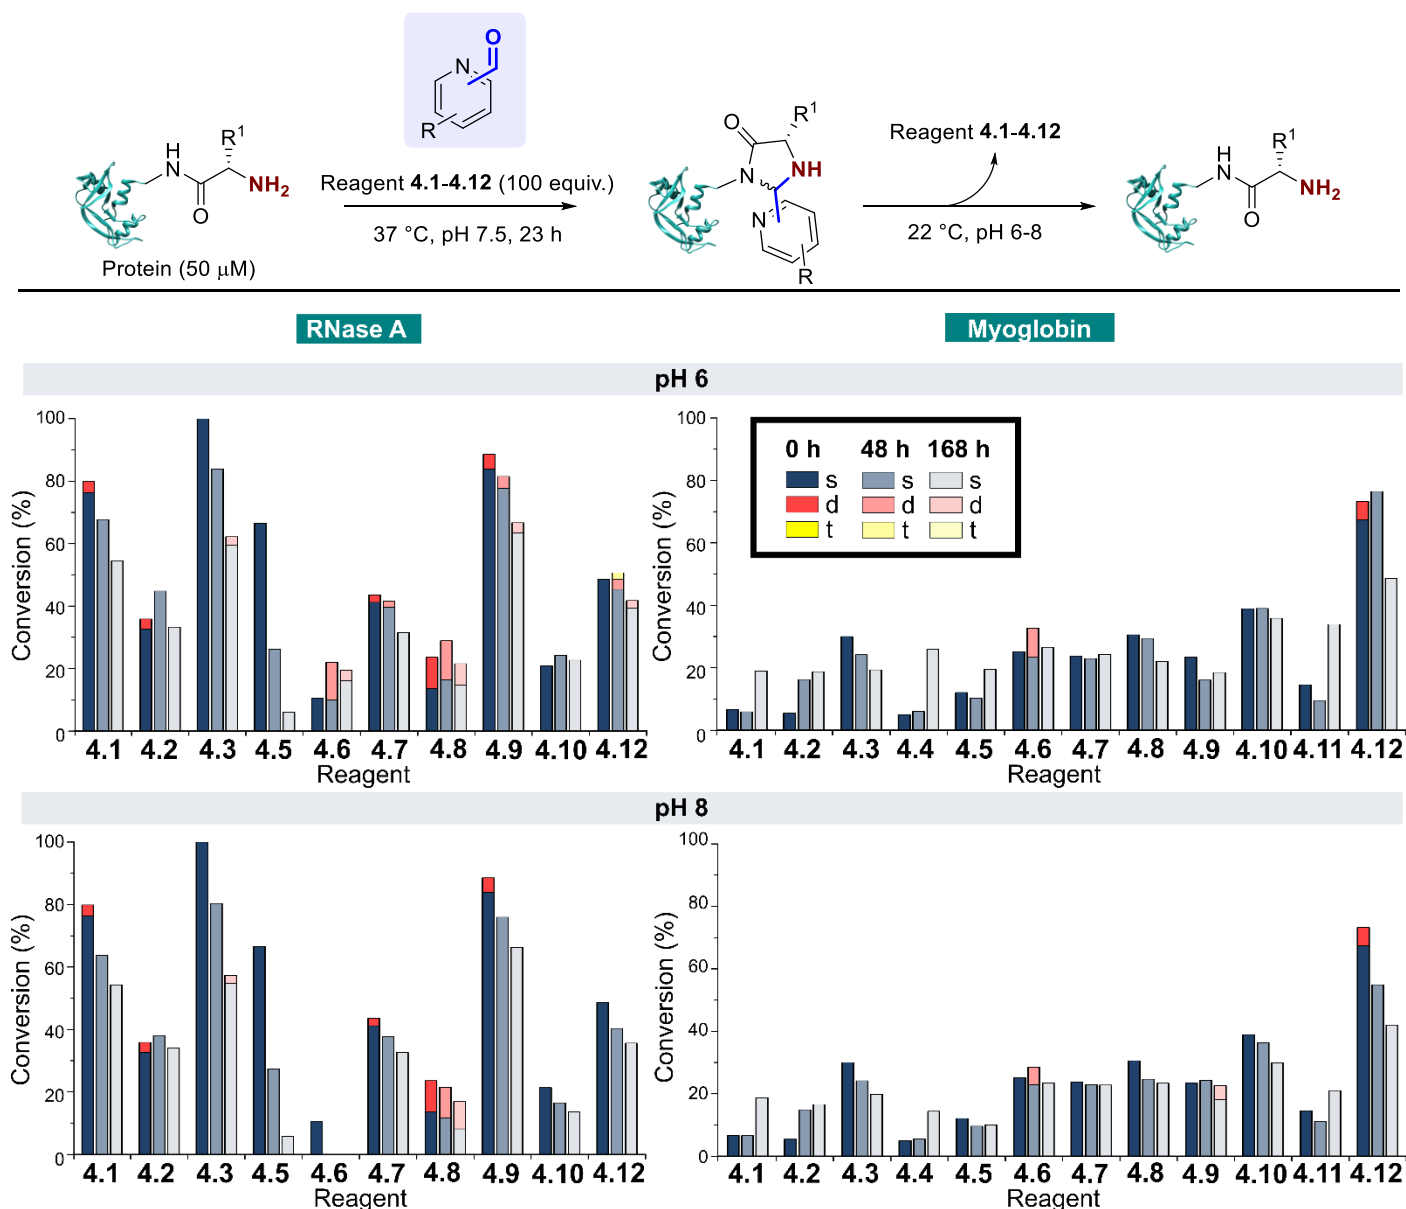 O
N
R
H
N
R1
NH2
O
Protein (50 μM)
Reagent 4.1-4.12 (100 equiv.)
37 °C, pH 7.5, 23 h
O
R1
N
NH
N
R
Reagent 4.1-4.12
22 °C, pH 6-8
H
N
R1
NH2
O
RNase A
Myoglobin
pH 6
Conversion (%)
100
80
60
40
20
0
4.1 4.2 4.3 4.5 4.6 4.7 4.8 4.9 4.10 4.12
Reagent
Conversion (%)
100
80
60
40
20
0
0 h 48 h 168 h
s s s
d d d
t t t
4.1 4.2 4.3 4.4 4.5 4.6 4.7 4.8 4.9 4.10 4.11 4.12
Reagent
pH 8
Conversion (%)
100
80
60
40
20
0
4.1 4.2 4.3 4.5 4.6 4.7 4.8 4.9 4.10 4.12
Reagent
Conversion (%)
100
80
60
40
20
0
4.1 4.2 4.3 4.4 4.5 4.6 4.7 4.8 4.9 4.10 4.11 4.12
Reagent